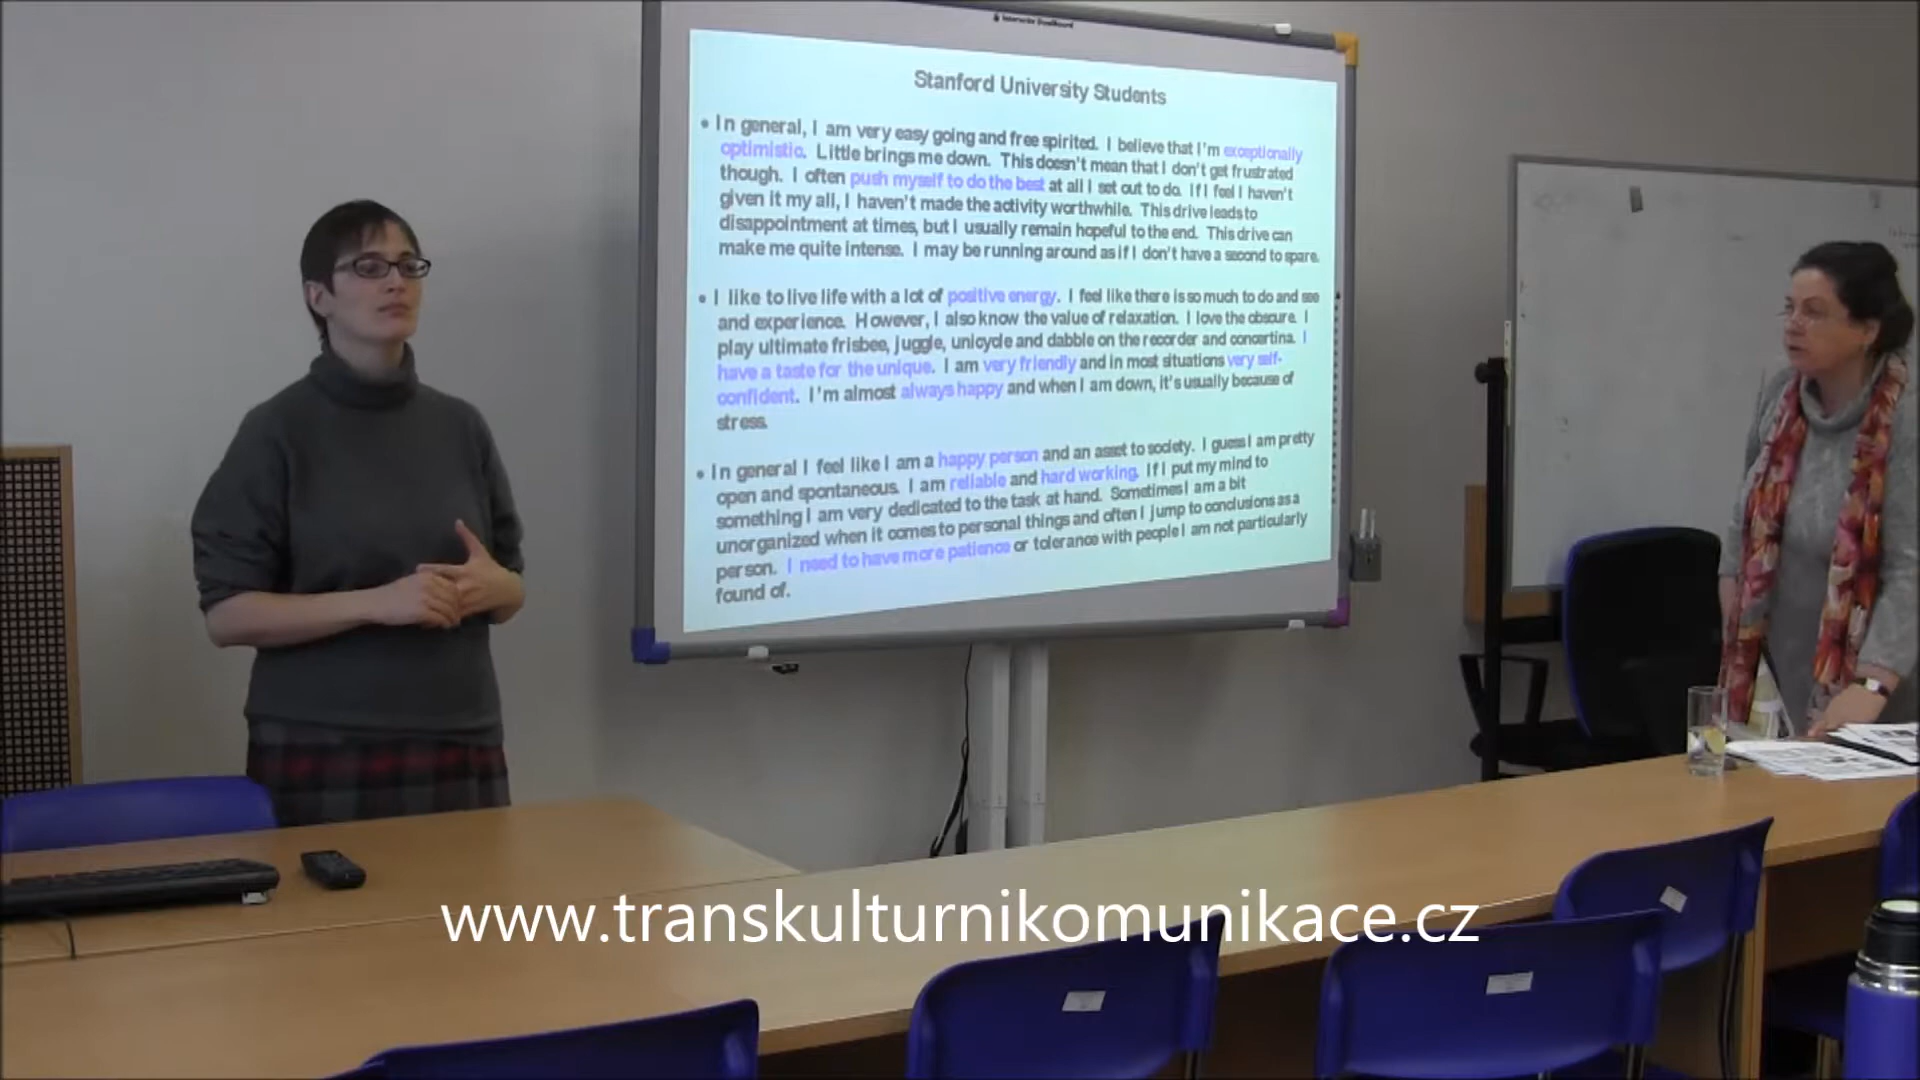 Stanford University Students
• In general, I am very easy going and free spirited. I believe that I'm exceptionally
optimistic. Little brings me down. This doesn't mean that I don't get frustrated
though. I often push myself to do the best at all I set out to do. If I feel I haven't
given it my all, I haven't made the activity worthwhile. This drive leads to
disappointment at times, but I usually remain hopeful to the end. This drive can
make me quite intense. I may be running around as if I don't have a second to spare.
• I like to live life with a lot of positive energy. I feel like there is so much to do and see
and experience. However, I also know the value of relaxation. I love the obscure. I
play ultimate frisbee, juggle, unicycle and dabble on the recorder and concertina. I
have a taste for the unique. I am very friendly and in most situations very self-
confident. I'm almost always happy and when I am down, it's usually because of
stress.
• In general I feel like I am a happy person and an asset to society. I guess I am pretty
open and spontaneous. I am reliable and hard working. If I put my mind to
something I am very dedicated to the task at hand. Sometimes I am a bit
unorganized when it comes to personal things and often I jump to conclusions as a
person. I need to have more patience or tolerance with people I am not particularly
found of.
www.transkulturnikomunikace.cz